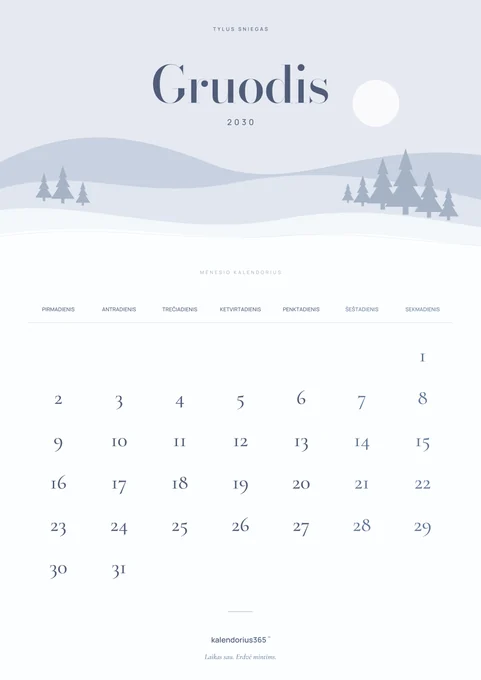 TYLUS SNIEGAS
Gruodis
2030
MĖNESIO KALENDORIUS
PIRMADIENIS ANTRADIENIS TREČIADIENIS KETVIRTADIENIS PENKTADIENIS ŠEŠTADIENIS SEKMADIENIS
1
2 3 4 5 6 7 8
9 10 11 12 13 14 15
16 17 18 19 20 21 22
23 24 25 26 27 28 29
30 31
kalendorius365™
Laikas sau. Erdvė mintims.